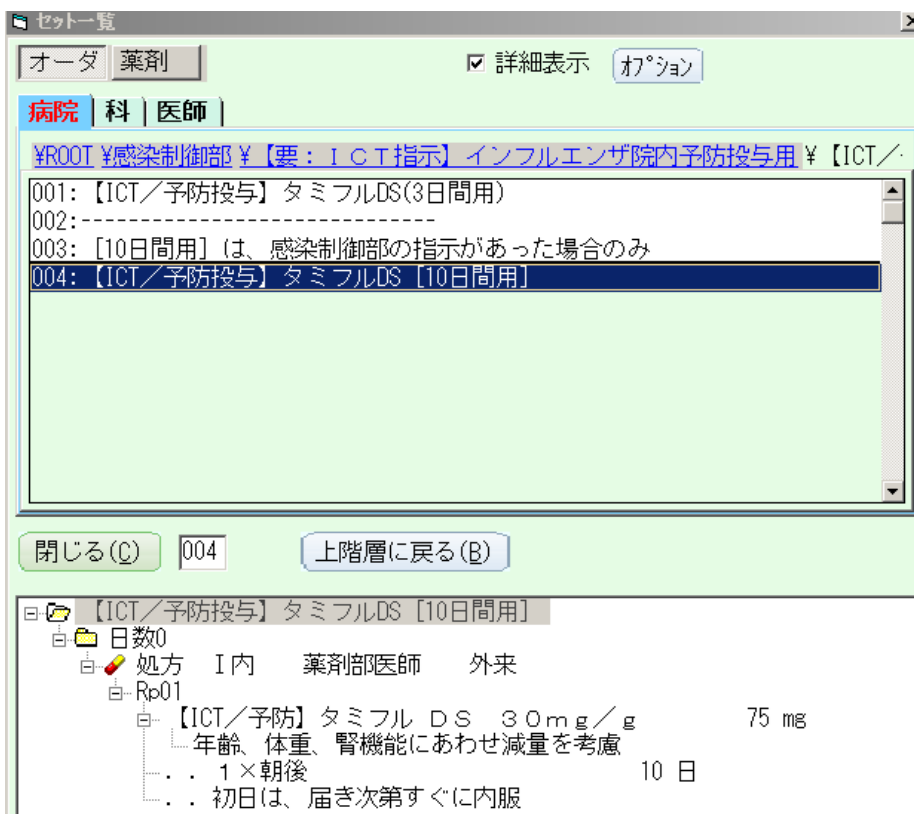 セット一覧
オーダ 薬剤 詳細表示 オプション
病院 科 医師
¥ROOT ¥感染制御部 ¥【要：ＩＣＴ指示】インフルエンザ院内予防投与用 ¥【ICT／
001:【ICT／予防投与】タミフルDS(3日間用)
002:------------------------------
003: [10日間用]は、感染制御部の指示があった場合のみ
004:【ICT／予防投与】タミフルDS [10日間用]
閉じる(C) 004 上階層に戻る(B)
【ICT／予防投与】タミフルDS [10日間用]
日数0
処方 Ｉ内 薬剤部医師 外来
Rp01
【ICT／予防】タミフル ＤＳ ３０ｍｇ／ｇ 75 mg
年齢、体重、腎機能にあわせ減量を考慮
．．１×朝後 10 日
．．初日は、届き次第すぐに内服